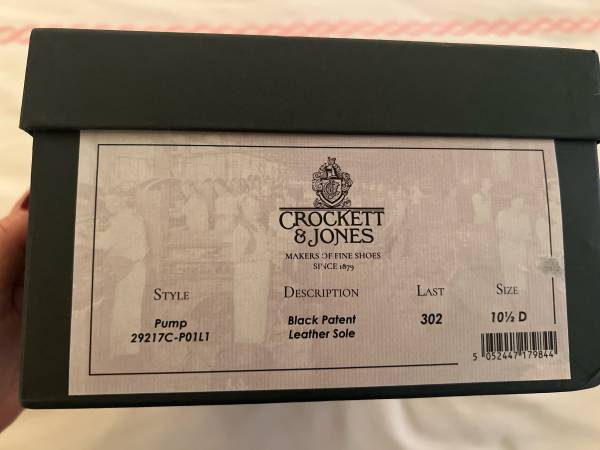 CROCKETT
& JONES
MAKERS OF FINE SHOES
SINCE 1879
STYLE
Pump
29217C-P01L1
DESCRIPTION
Black Patent
Leather Sole
LAST
302
SIZE
10½ D
5 052447 179844